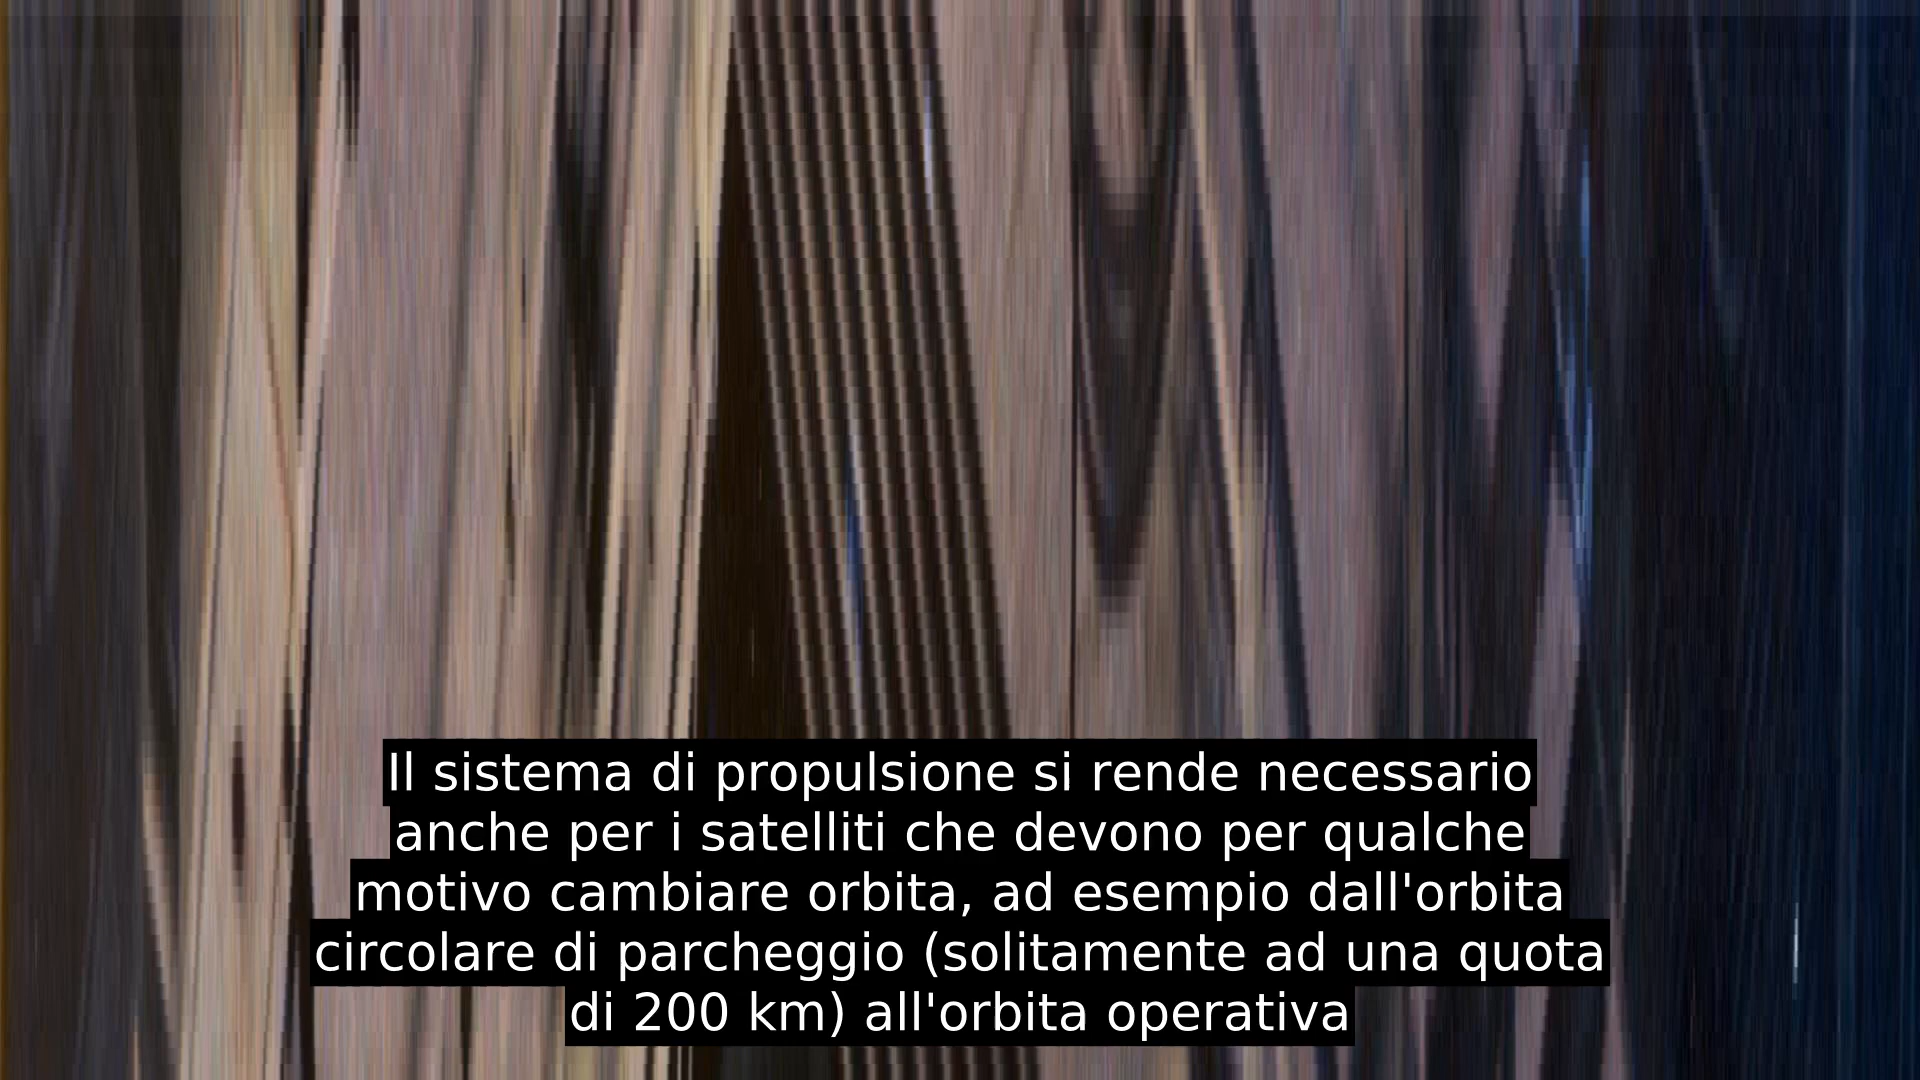 Il sistema di propulsione si rende necessario
anche per i satelliti che devono per qualche
motivo cambiare orbita, ad esempio dall'orbita
circolare di parcheggio (solitamente ad una quota
di 200 km) all'orbita operativa